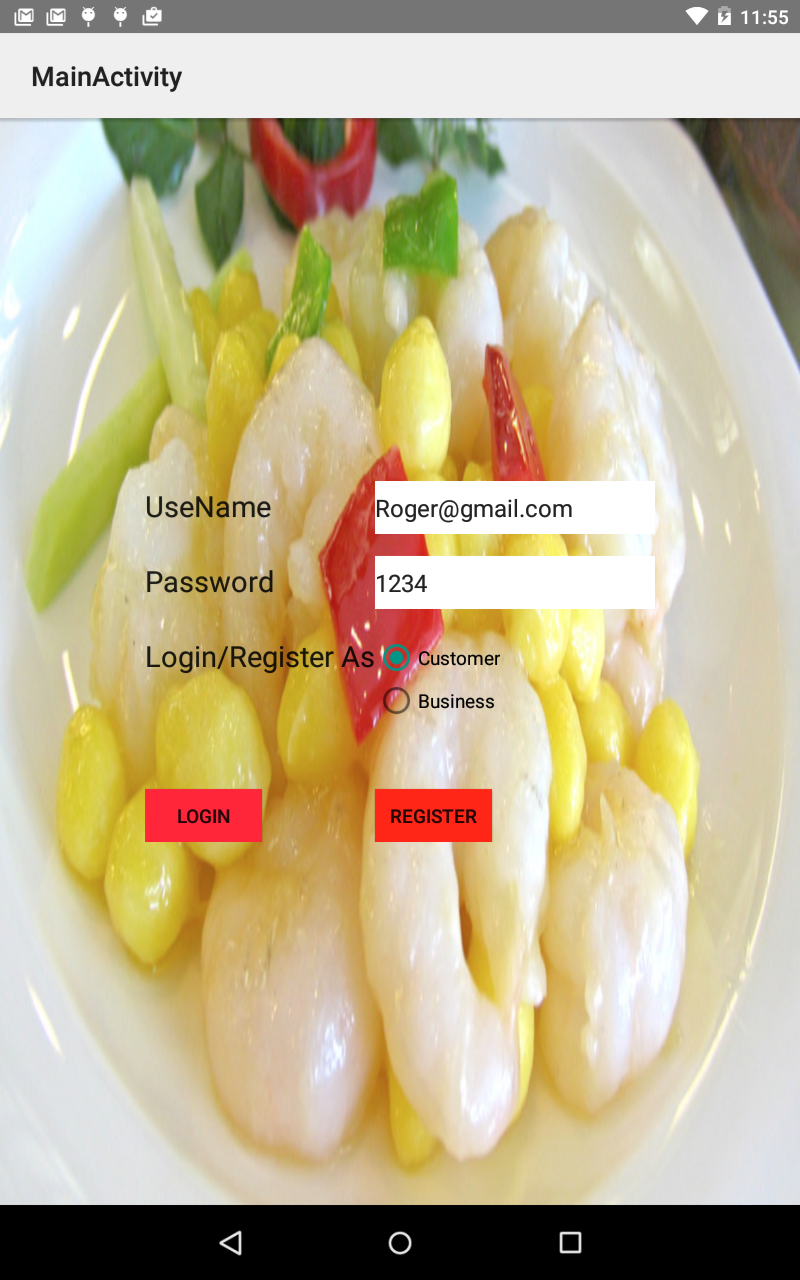 11:55
MainActivity
UseName Roger@gmail.com
Password 1234
Login/Register As Customer
Business
LOGIN REGISTER